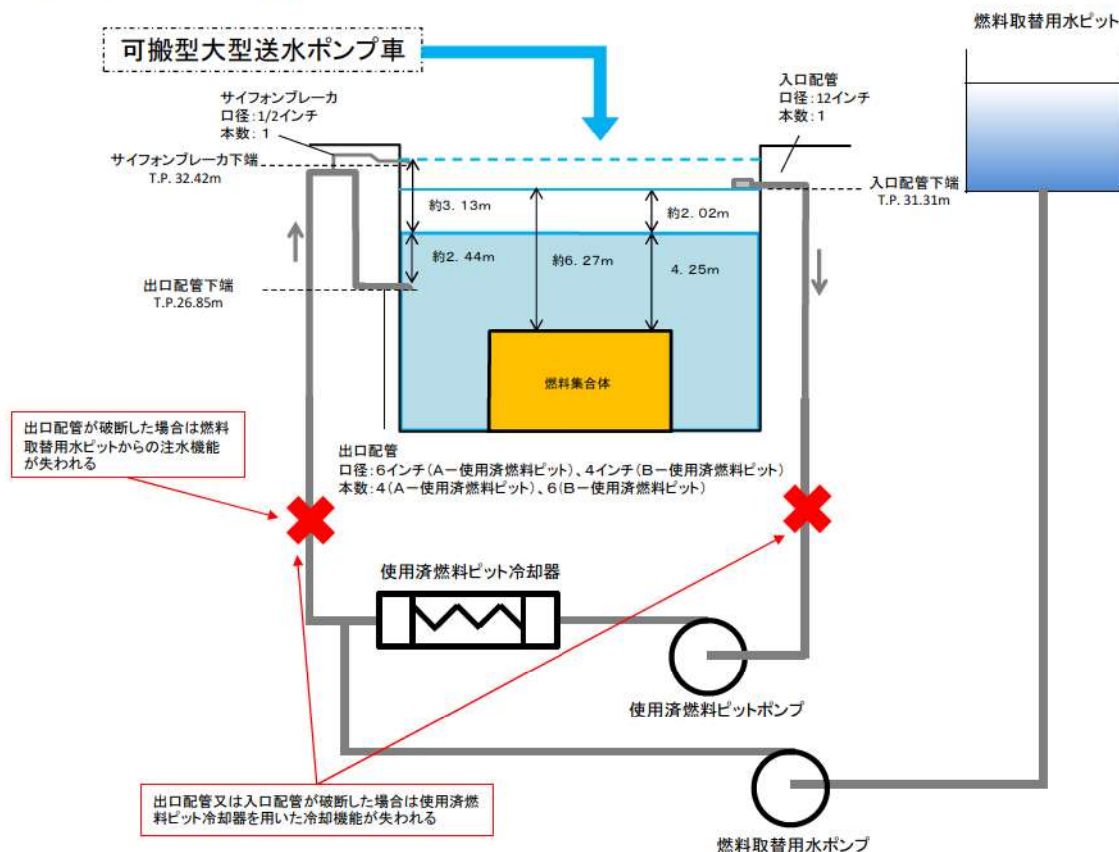 燃料取替用水ピット
可搬型大型送水ポンプ車
サイフォンブレーカ
口径:1/2インチ
本数: 1
入口配管
口径:12インチ
本数:1
サイフォンブレーカ下端
T.P. 32.42m
入口配管下端
T.P. 31.31m
約3.13m
約2.02m
約2.44m
約6.27m
4.25m
出口配管下端
T.P.26.85m
燃料集合体
出口配管が破断した場合は燃料
取替用水ピットからの注水機能
が失われる
出口配管
口径:6インチ(A-使用済燃料ピット)、4インチ(B-使用済燃料ピット)
本数:4(A-使用済燃料ピット)、6(B-使用済燃料ピット)
使用済燃料ピット冷却器
使用済燃料ピットポンプ
出口配管又は入口配管が破断した場合は使用済燃
料ピット冷却器を用いた冷却機能が失われる
燃料取替用水ポンプ